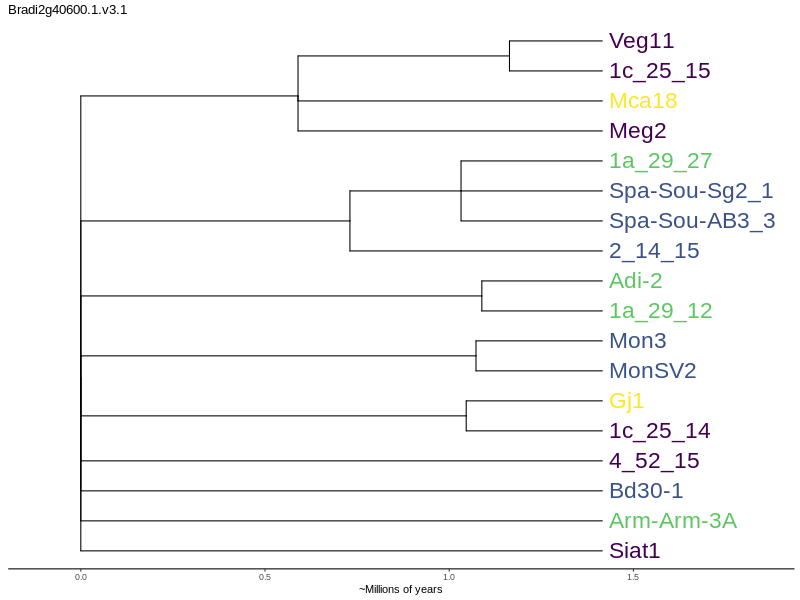 Bradi2g40600.1.v3.1
Veg11
1c_25_15
Mca18
Meg2
1a_29_27
Spa-Sou-Sg2_1
Spa-Sou-AB3_3
2_14_15
Adi-2
1a_29_12
Mon3
MonSV2
Gj1
1c_25_14
4_52_15
Bd30-1
Arm-Arm-3A
Siat1
0.0 0.5 1.0 1.5
~Millions of years